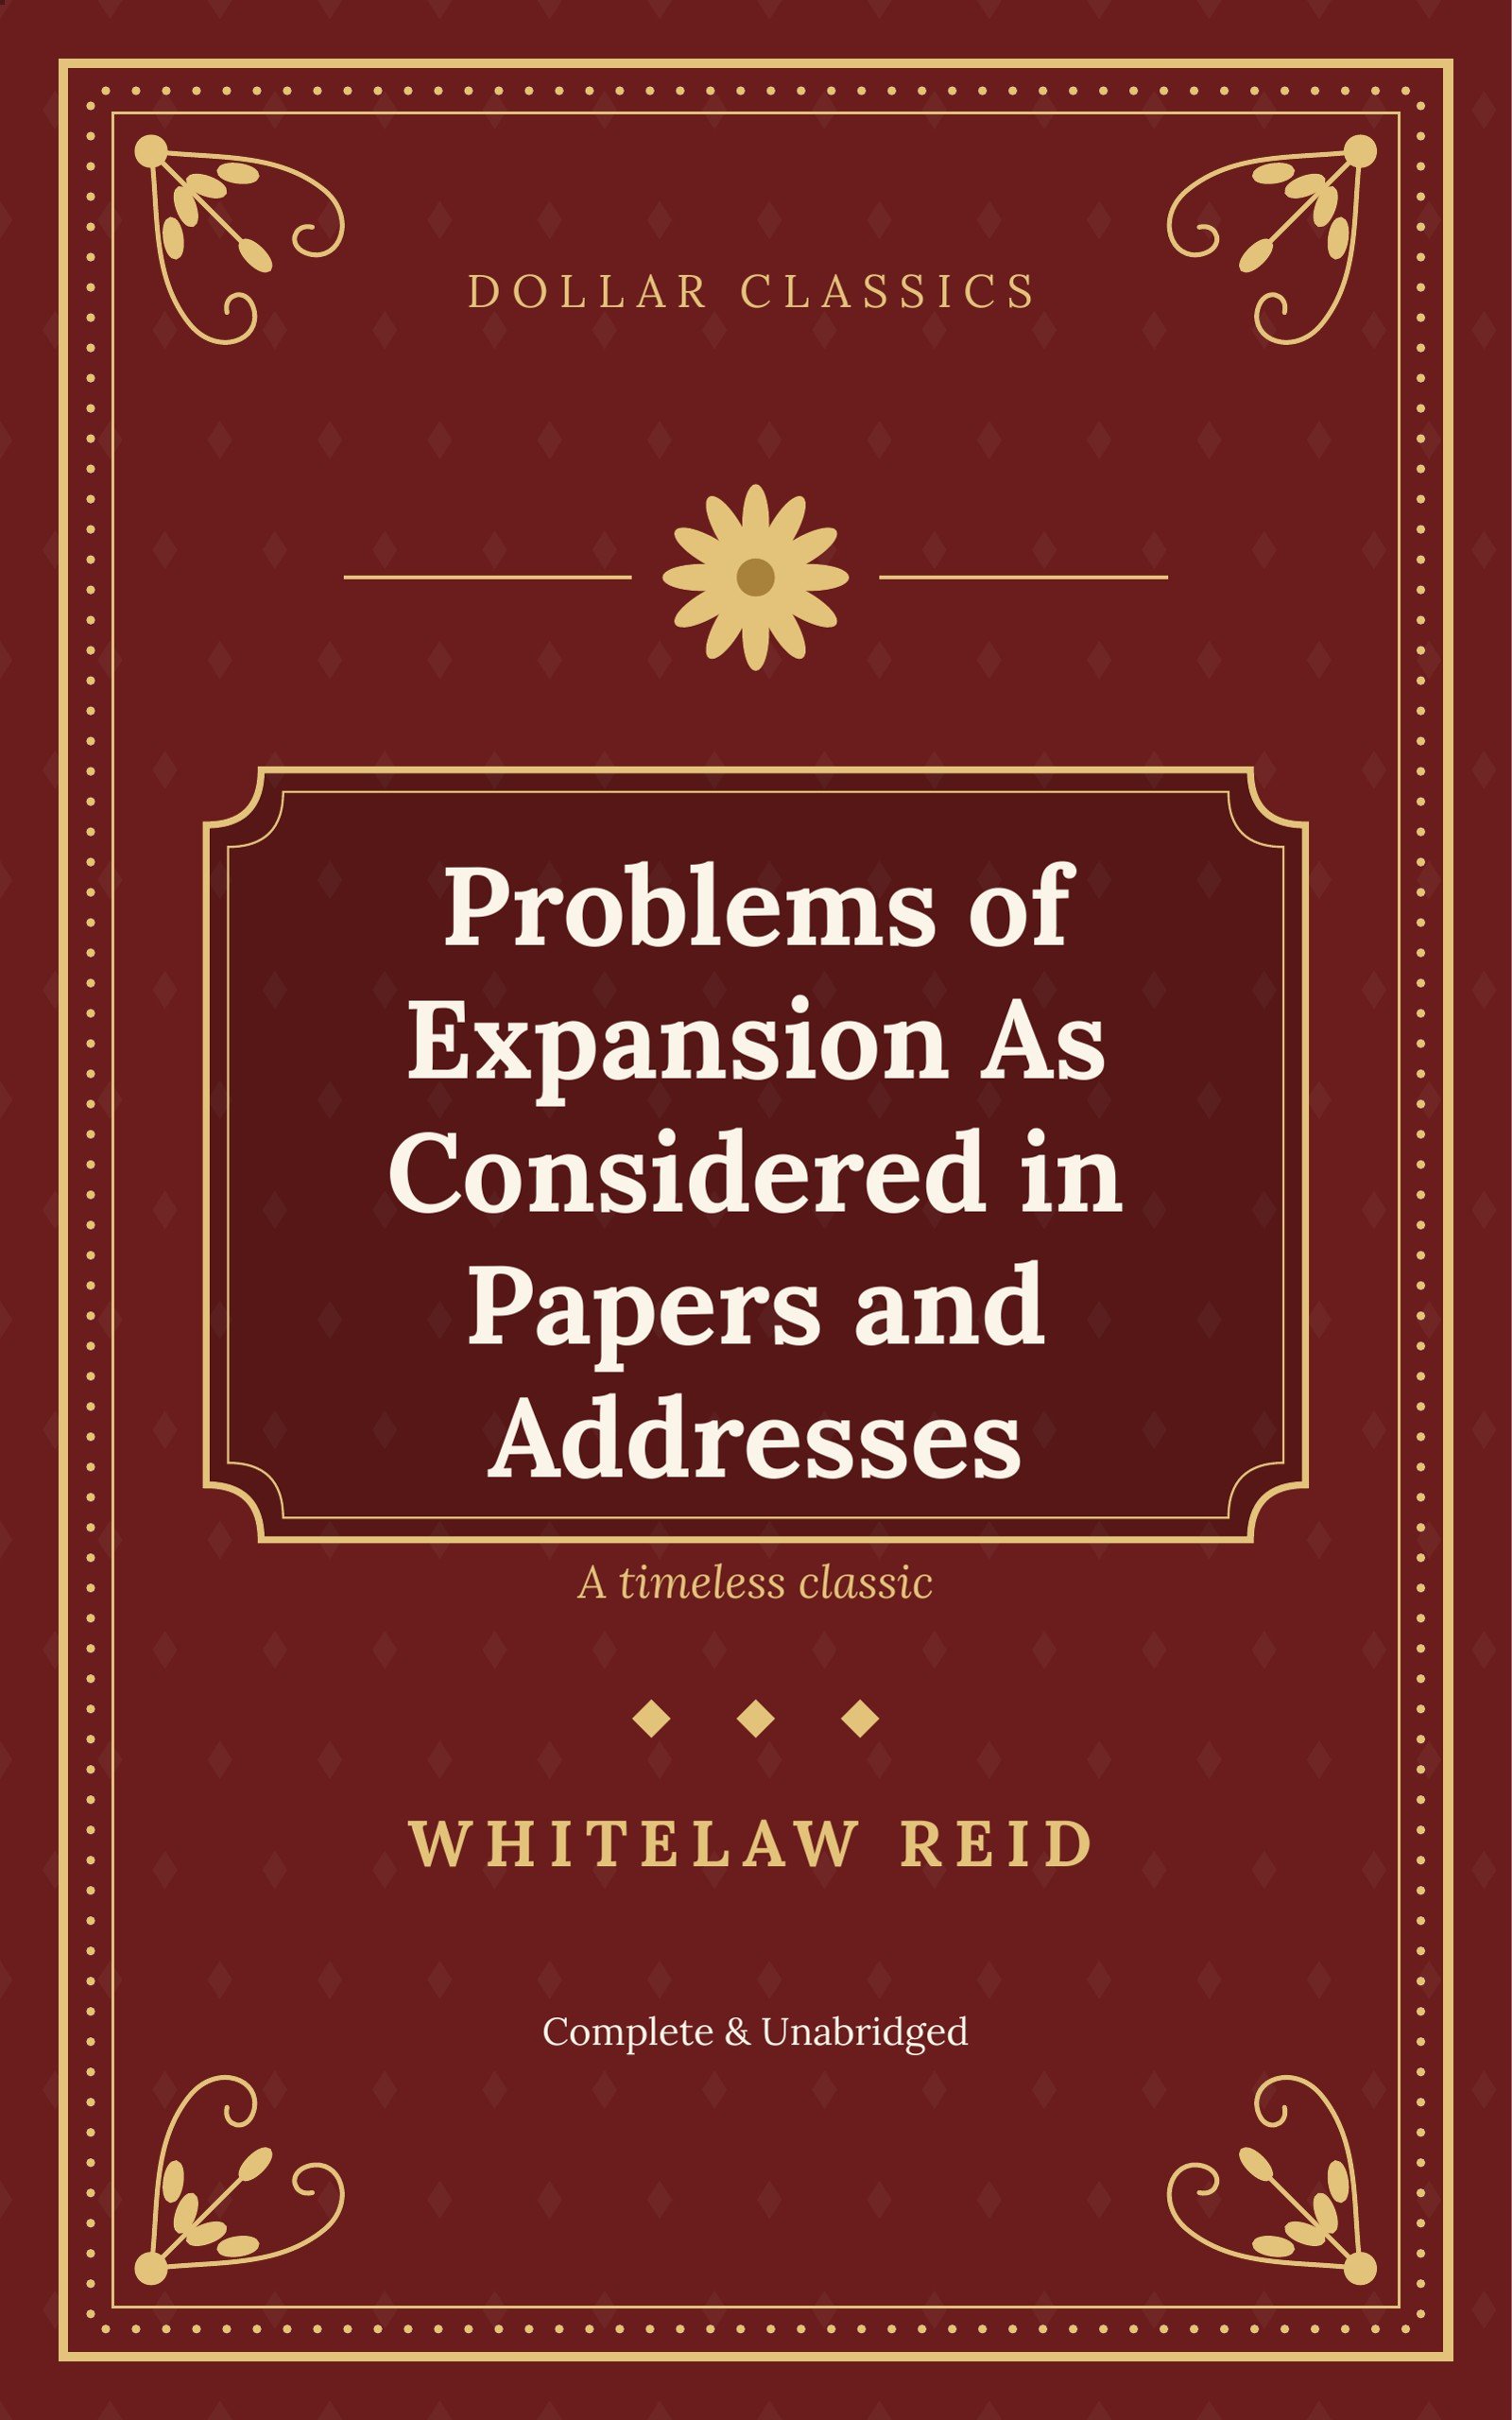 DOLLAR CLASSICS
Problems of
Expansion As
Considered in
Papers and
Addresses
A timeless classic
WHITELAW REID
Complete & Unabridged